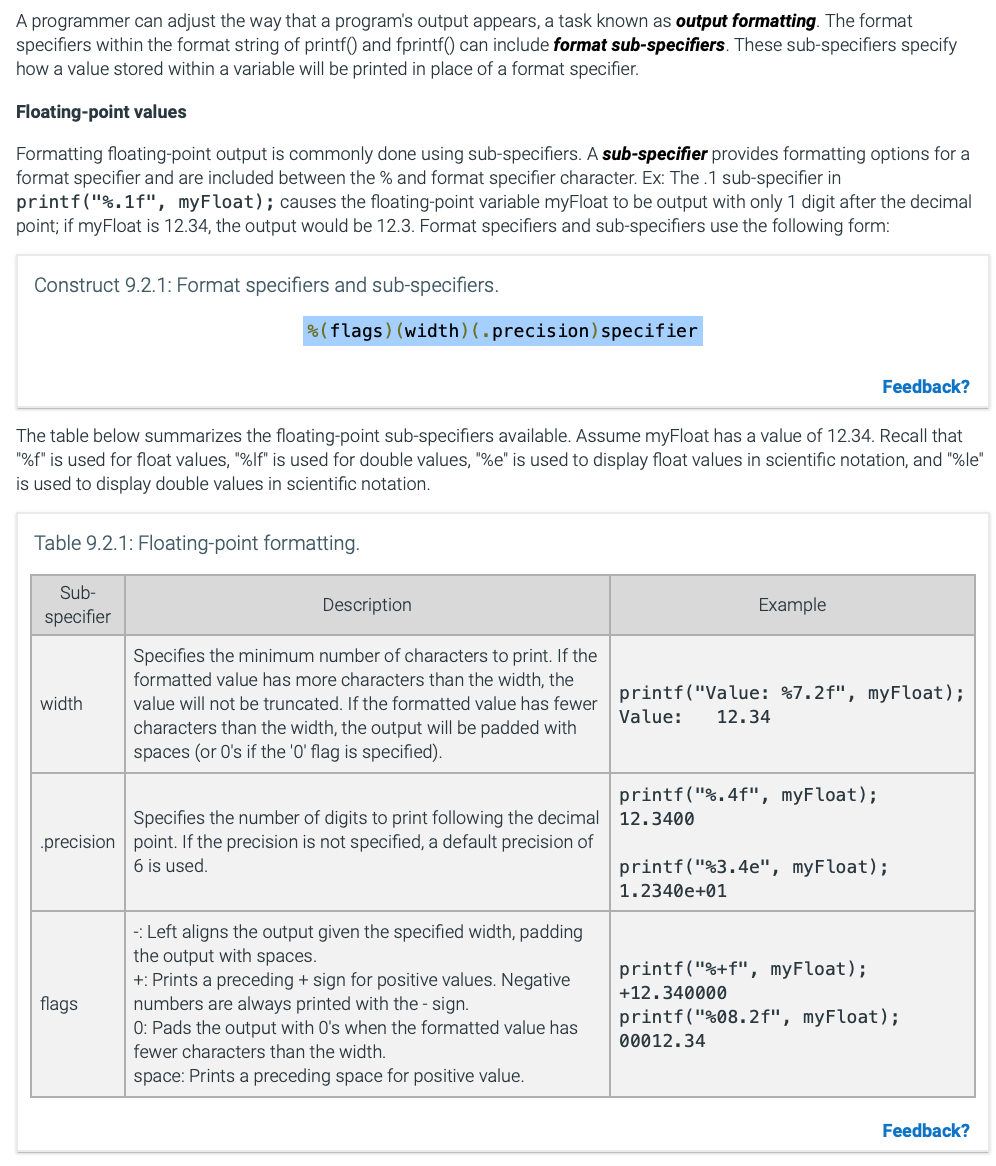 A programmer can adjust the way that a program's output appears, a task known as output formatting. The format
specifiers within the format string of printf() and fprintf() can include format sub-specifiers. These sub-specifiers specify
how a value stored within a variable will be printed in place of a format specifier.
Floating-point values
Formatting floating-point output is commonly done using sub-specifiers. A sub-specifier provides formatting options for a
format specifier and are included between the % and format specifier character. Ex: The .1 sub-specifier in
printf("%.1f", myFloat); causes the floating-point variable myFloat to be output with only 1 digit after the decimal
point; if myFloat is 12.34, the output would be 12.3. Format specifiers and sub-specifiers use the following form:
Construct 9.2.1: Format specifiers and sub-specifiers.
%(flags)(width)(.precision)specifier
Feedback?
The table below summarizes the floating-point sub-specifiers available. Assume myFloat has a value of 12.34. Recall that
"%f" is used for float values, "%lf" is used for double values, "%e" is used to display float values in scientific notation, and "%le"
is used to display double values in scientific notation.
Table 9.2.1: Floating-point formatting.
Sub-
specifier
Description
Example
width
Specifies the minimum number of characters to print. If the
formatted value has more characters than the width, the
value will not be truncated. If the formatted value has fewer
characters than the width, the output will be padded with
spaces (or 0's if the '0' flag is specified).
printf("Value: %7.2f", myFloat);
Value:   12.34
.precision
Specifies the number of digits to print following the decimal
point. If the precision is not specified, a default precision of
6 is used.
printf("%.4f", myFloat);
12.3400
printf("%3.4e", myFloat);
1.2340e+01
flags
-: Left aligns the output given the specified width, padding
the output with spaces.
+: Prints a preceding + sign for positive values. Negative
numbers are always printed with the - sign.
0: Pads the output with 0's when the formatted value has
fewer characters than the width.
space: Prints a preceding space for positive value.
printf("%+f", myFloat);
+12.340000
printf("%08.2f", myFloat);
00012.34
Feedback?